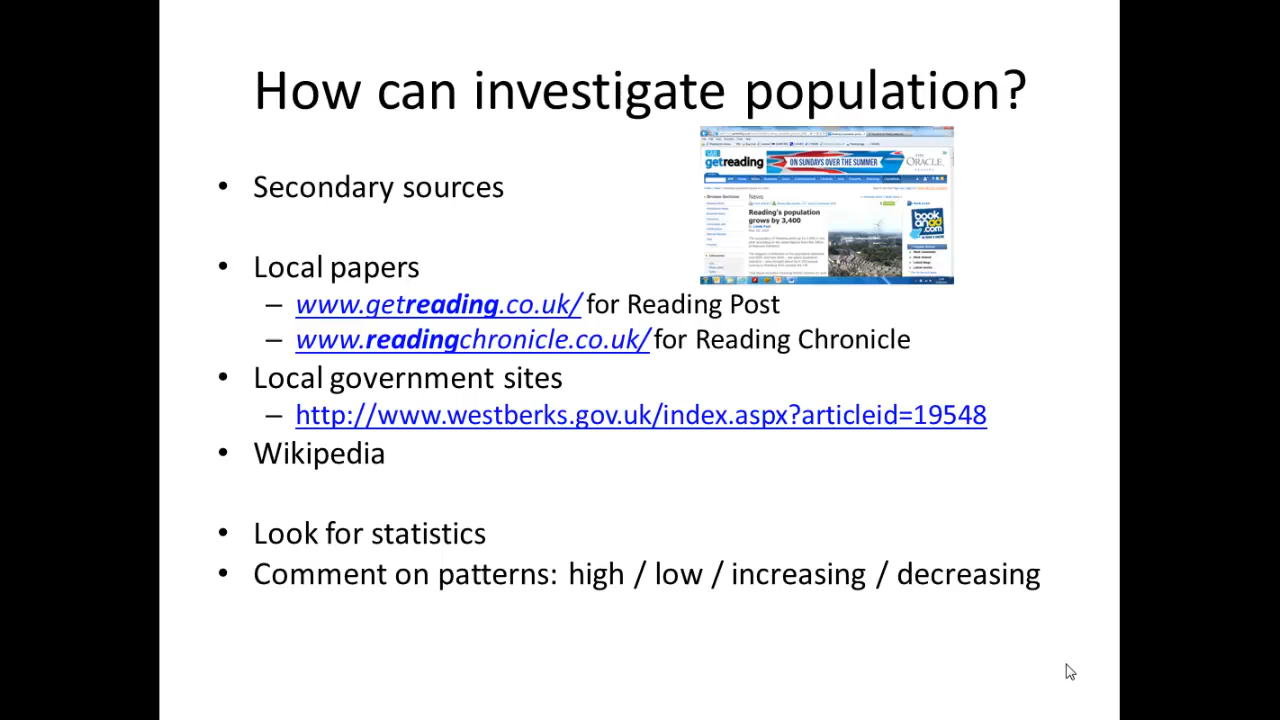 How can investigate population?
getreading
ON SUNDAYS OVER THE SUMMER
THE
ORACLE
News
Reading's population
grows by 3,400
book
.com
• Secondary sources
• Local papers
– www.getreading.co.uk/ for Reading Post
– www.readingchronicle.co.uk/ for Reading Chronicle
• Local government sites
– http://www.westberks.gov.uk/index.aspx?articleid=19548
• Wikipedia
• Look for statistics
• Comment on patterns: high / low / increasing / decreasing